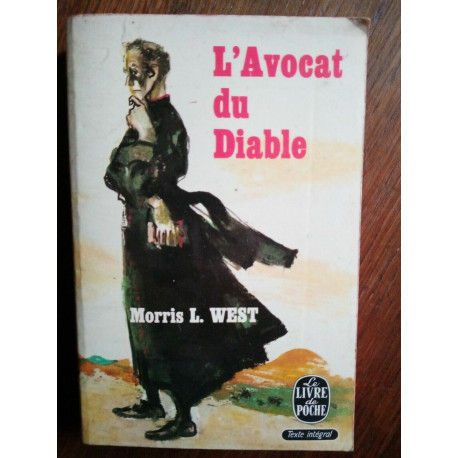 L'Avocat
du
Diable
Morris L. WEST
Le
LIVRE
de
POCHE
Texte intégral